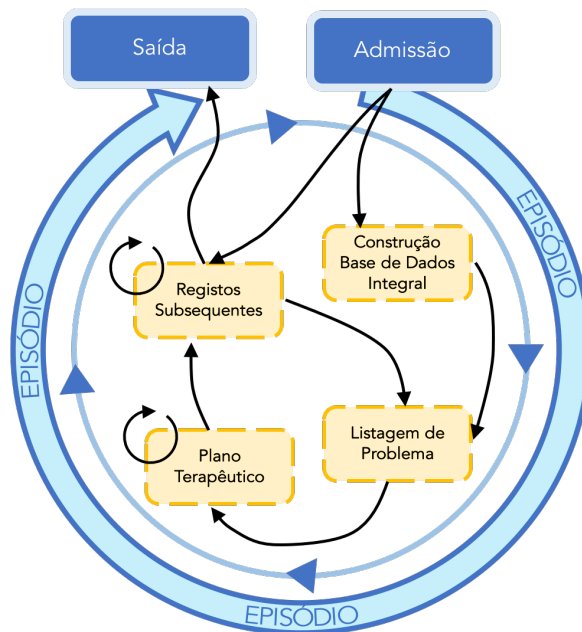 Saída
Admissão
EPISÓDIO
Construção
Base de Dados
Integral
Registos
Subsequentes
EPISÓDIO
Listagem de
Problema
Plano
Terapêutico
EPISÓDIO